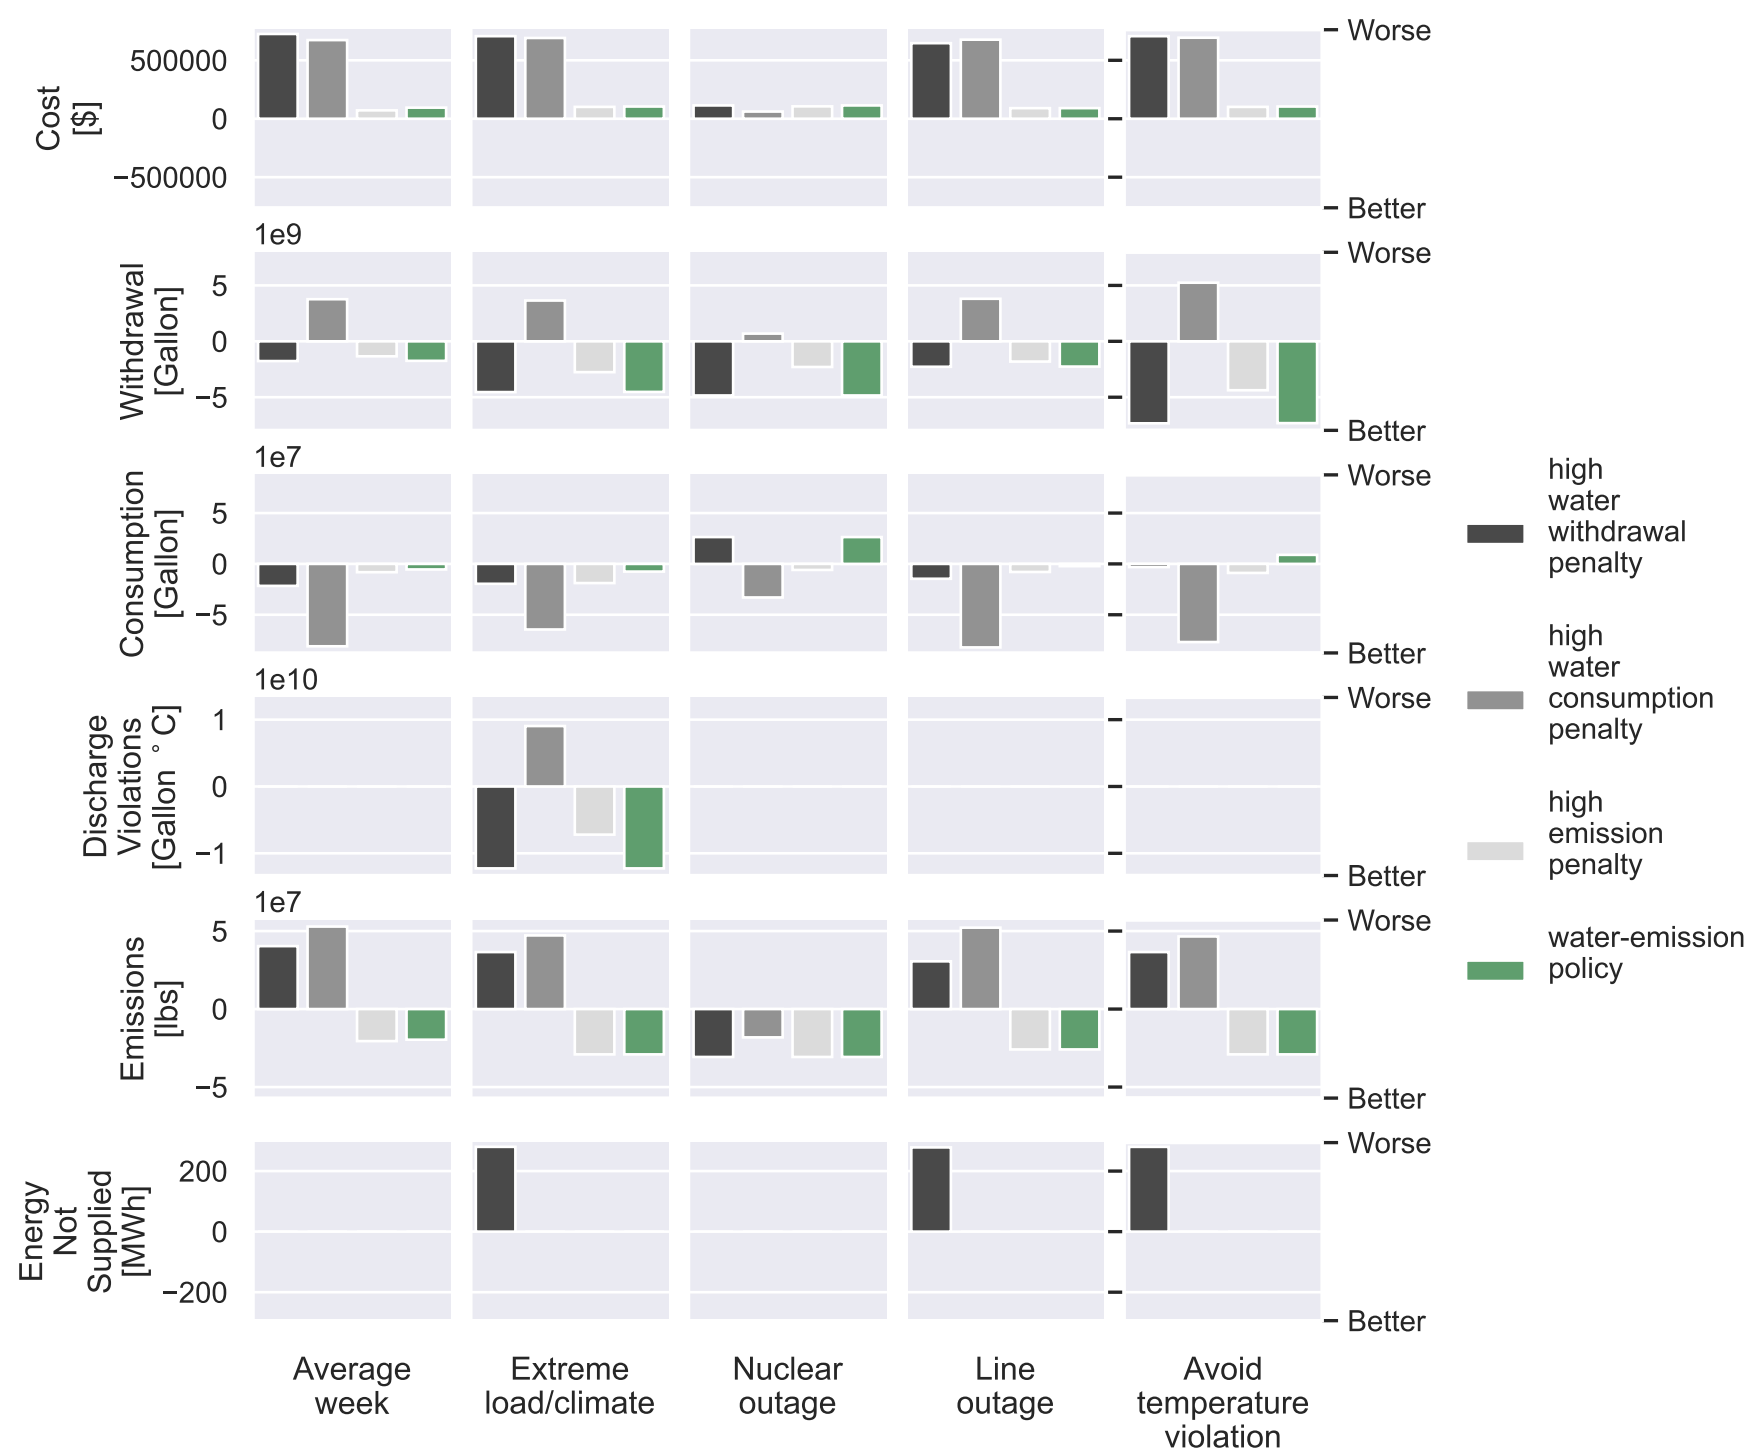 Cost
[$]
500000
0
−500000
Worse
Better
1e9
Withdrawal
[Gallon]
5
0
−5
Worse
Better
1e7
Consumption
[Gallon]
5
0
−5
Worse
Better
1e10
Discharge
Violations
[Gallon ° C]
1
0
−1
Worse
Better
1e7
Emissions
[lbs]
5
0
−5
Worse
Better
Energy
Not
Supplied
[MWh]
200
0
−200
Worse
Better
Average
week
Extreme
load/climate
Nuclear
outage
Line
outage
Avoid
temperature
violation
high
water
withdrawal
penalty
high
water
consumption
penalty
high
emission
penalty
water-emission
policy